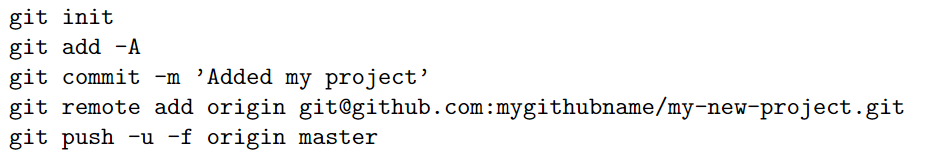 git init
git add -A
git commit -m ’Added my project’
git remote add origin git@github.com:mygithubname/my-new-project.git
git push -u -f origin master